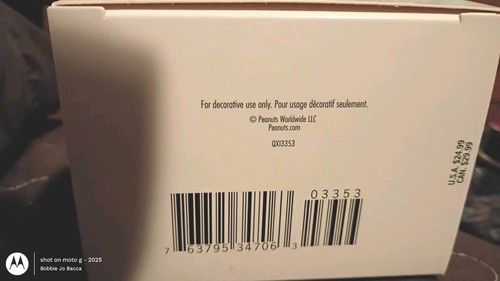 For decorative use only. Pour usage décoratif seulement.
© Peanuts Worldwide LLC
Peanuts.com
QXI3353
U.S.A. $24.99
CAN. $29.99
03353
7 63795 34706 3
shot on moto g - 2025
Bobbie Jo Bacca